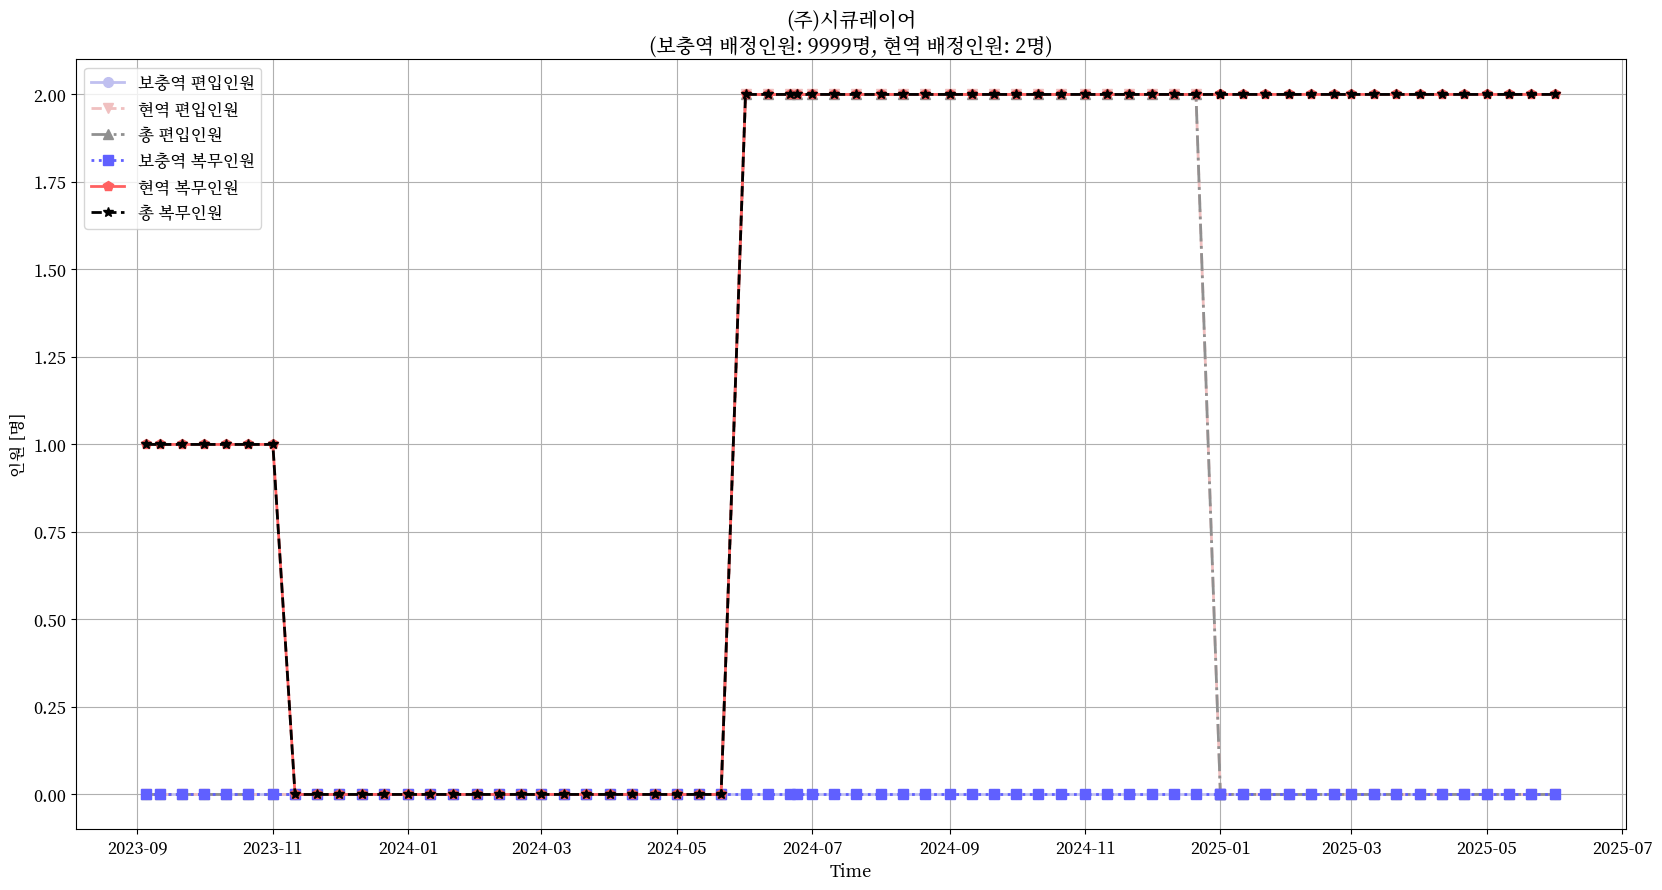 (주)시큐레이어
(보충역 배정인원: 9999명, 현역 배정인원: 2명)
보충역 편입인원
현역 편입인원
총 편입인원
보충역 복무인원
현역 복무인원
총 복무인원
2.00
1.75
1.50
1.25
1.00
0.75
0.50
0.25
0.00
인원 [명]
2023-09 2023-11 2024-01 2024-03 2024-05 2024-07 2024-09 2024-11 2025-01 2025-03 2025-05 2025-07
Time